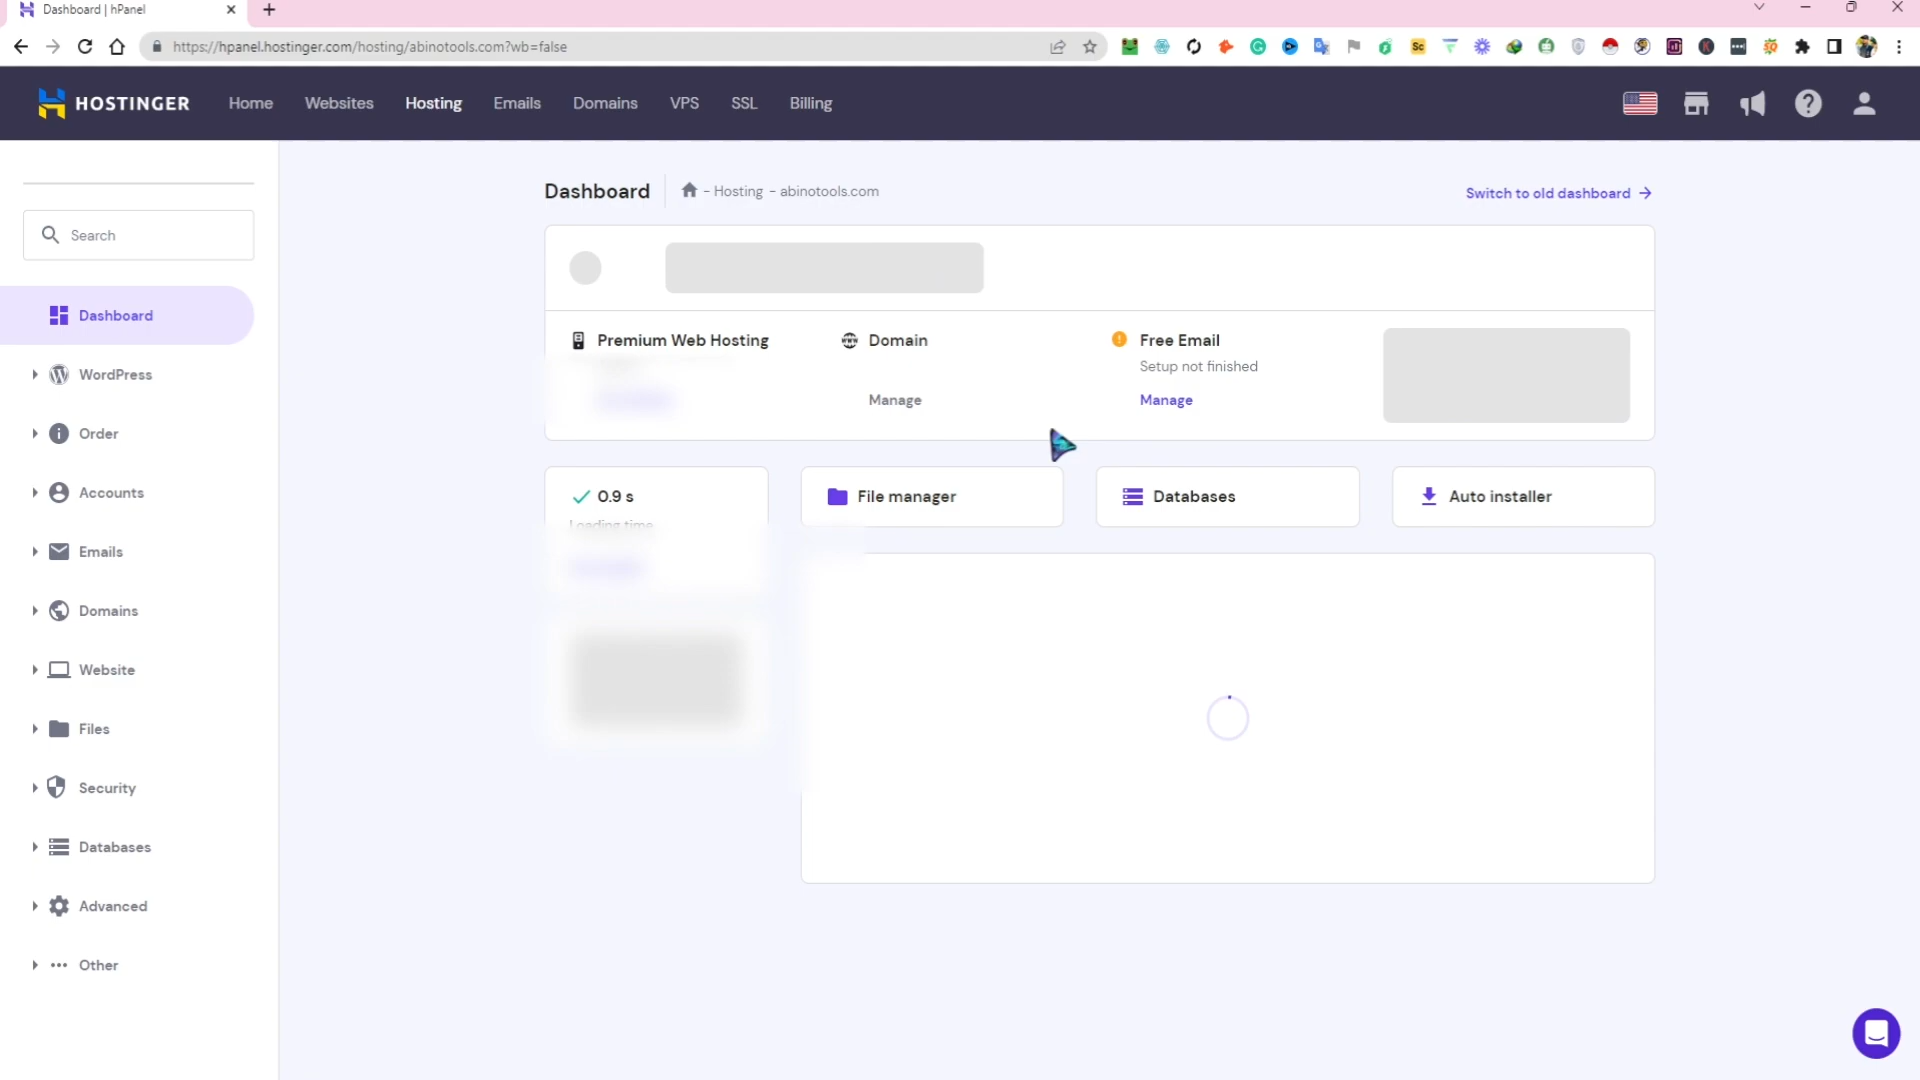 Dashboard | hPanel
https://hpanel.hostinger.com/hosting/abinotools.com?wb=false
HOSTINGER Home Websites Hosting Emails Domains VPS SSL Billing
Dashboard - Hosting - abinotools.com
Switch to old dashboard →
Search
Dashboard
WordPress
Order
Accounts
Emails
Domains
Website
Files
Security
Databases
Advanced
Other
Premium Web Hosting
Domain
Manage
Free Email
Setup not finished
Manage
0.9 s
Loading time
File manager
Databases
Auto installer